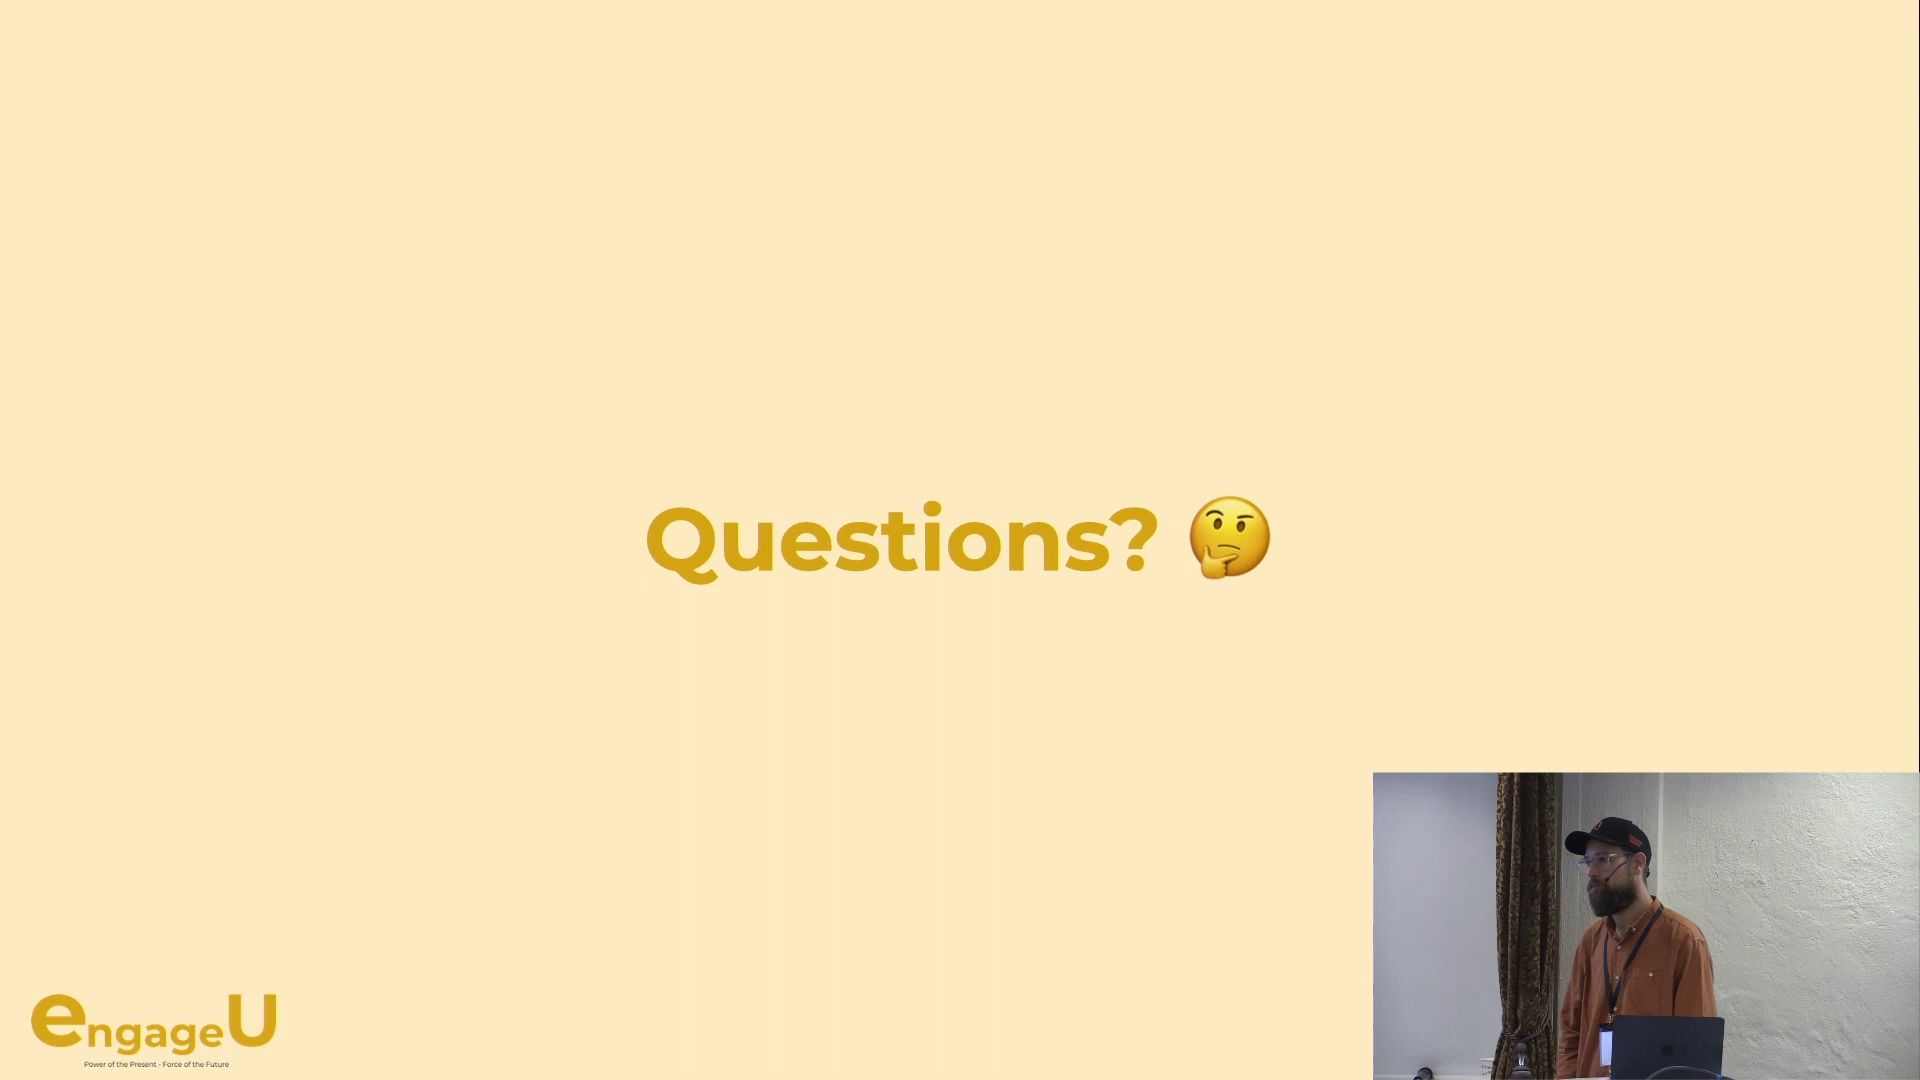 Questions? 🤔
engageU
Power of the Present - Force of the Future